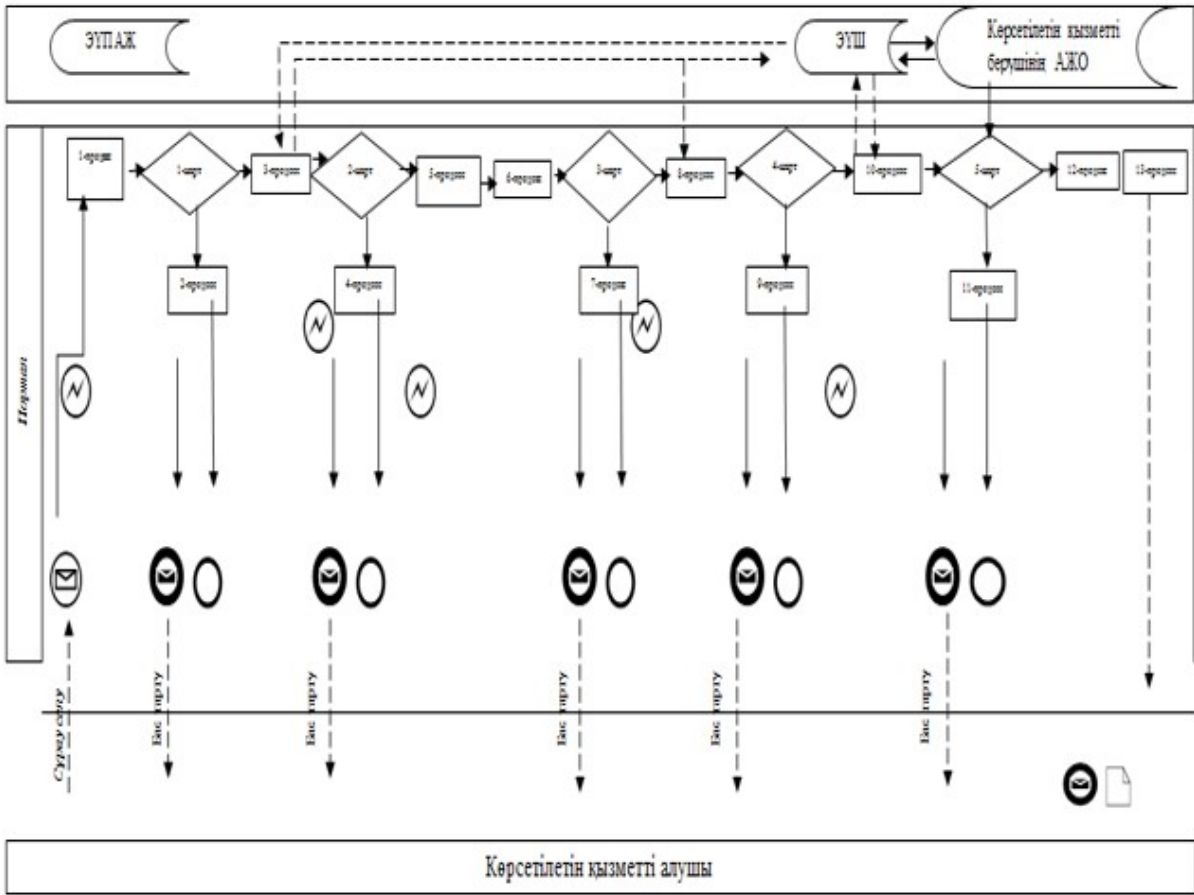 ЭҮПАЖ
ЭҮШ
Көрсетілетін қызметті
берушінің АЖО
1-процесс
1-шарт
3-процесс
2-шарт
5-процесс
6-процесс
3-шарт
8-процесс
4-шарт
10-процесс
5-шарт
12-процесс
13-процесс
2-процесс
4-процесс
7-процесс
9-процесс
11-процесс
Портал
Сұрау салу
Бас тарту
Бас тарту
Бас тарту
Бас тарту
Бас тарту
Көрсетілетін қызметті алушы